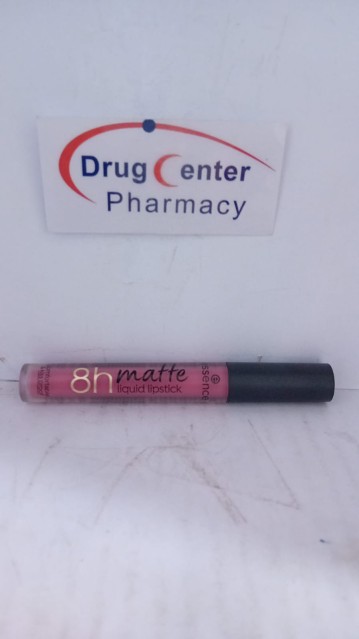 Drug Center
Pharmacy
8h matte
liquid lipstick
essence